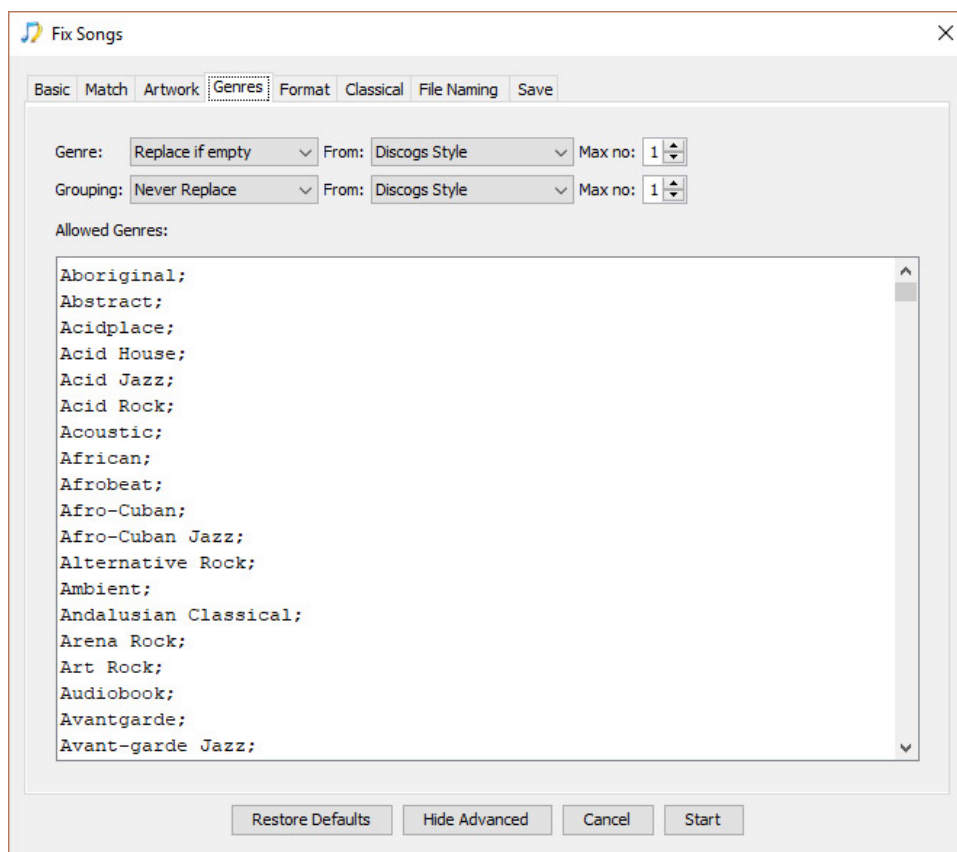 Fix Songs
Basic Match Artwork Genres Format Classical File Naming Save
Genre: Replace if empty From: Discogs Style Max no: 1
Grouping: Never Replace From: Discogs Style Max no: 1
Allowed Genres:
Aboriginal;
Abstract;
Acidplace;
Acid House;
Acid Jazz;
Acid Rock;
Acoustic;
African;
Afrobeat;
Afro-Cuban;
Afro-Cuban Jazz;
Alternative Rock;
Ambient;
Andalusian Classical;
Arena Rock;
Art Rock;
Audiobook;
Avantgarde;
Avant-garde Jazz;
Restore Defaults Hide Advanced Cancel Start